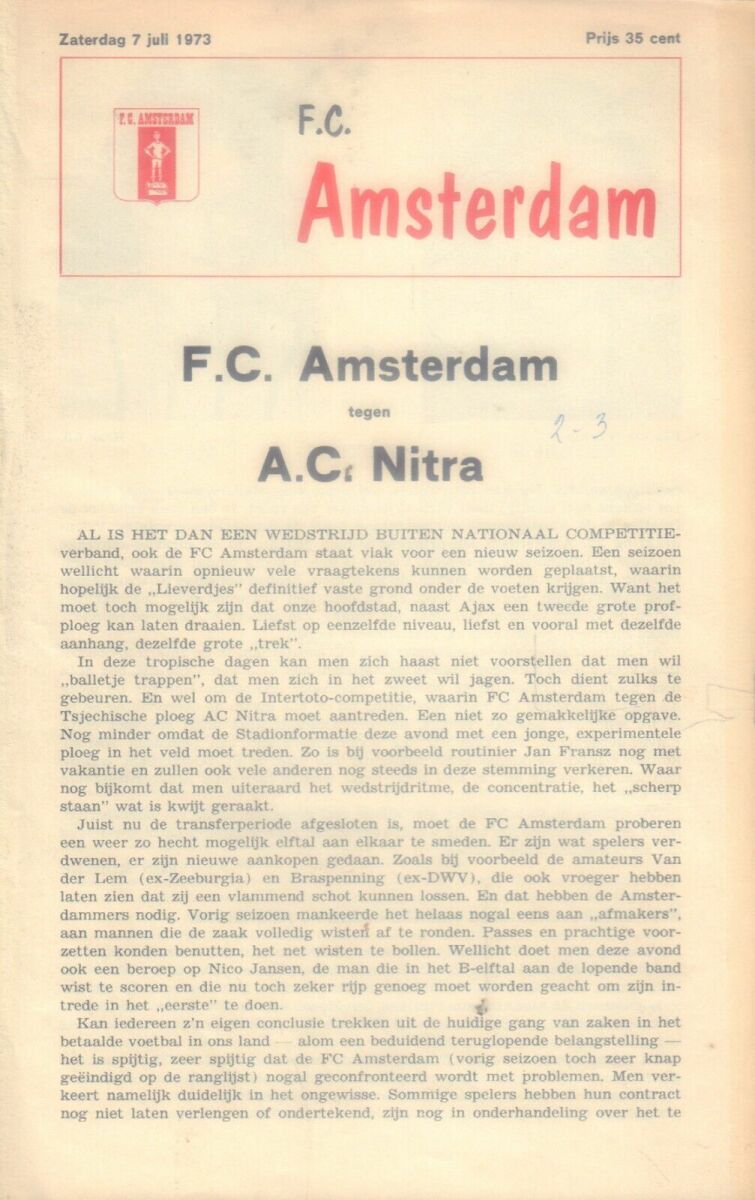 Zaterdag 7 juli 1973 Prijs 35 cent
F.C. AMSTERDAM
F.C.
Amsterdam
F.C. Amsterdam
tegen
2-3
A.C. Nitra
AL IS HET DAN EEN WEDSTRIJD BUITEN NATIONAAL COMPETITIE-
verband, ook de FC Amsterdam staat vlak voor een nieuw seizoen. Een seizoen
wellicht waarin opnieuw vele vraagtekens kunnen worden geplaatst, waarin
hopelijk de „Lieverdjes" definitief vaste grond onder de voeten krijgen. Want het
moet toch mogelijk zijn dat onze hoofdstad, naast Ajax een tweede grote prof-
ploeg kan laten draaien. Liefst op eenzelfde niveau, liefst en vooral met dezelfde
aanhang, dezelfde grote „trek".
In deze tropische dagen kan men zich haast niet voorstellen dat men wil
„balletje trappen", dat men zich in het zweet wil jagen. Toch dient zulks te
gebeuren. En wel om de Intertoto-competitie, waarin FC Amsterdam tegen de
Tsjechische ploeg AC Nitra moet aantreden. Een niet zo gemakkelijke opgave.
Nog minder omdat de Stadionformatie deze avond met een jonge, experimentele
ploeg in het veld moet treden. Zo is bij voorbeeld routinier Jan Fransz nog met
vakantie en zullen ook vele anderen nog steeds in deze stemming verkeren. Waar
nog bijkomt dat men uiteraard het wedstrijdritme, de concentratie, het „scherp
staan" wat is kwijt geraakt.
Juist nu de transferperiode afgesloten is, moet de FC Amsterdam proberen
een weer zo hecht mogelijk elftal aan elkaar te smeden. Er zijn wat spelers ver-
dwenen, er zijn nieuwe aankopen gedaan. Zoals bij voorbeeld de amateurs Van
der Lem (ex-Zeeburgia) en Braspenning (ex-DWV), die ook vroeger hebben
laten zien dat zij een vlammend schot kunnen lossen. En dat hebben de Amster-
dammers nodig. Vorig seizoen mankeerde het helaas nogal eens aan „afmakers",
aan mannen die de zaak volledig wisten af te ronden. Passes en prachtige voor-
zetten konden benutten, het net wisten te bollen. Wellicht doet men deze avond
ook een beroep op Nico Jansen, de man die in het B-elftal aan de lopende band
wist te scoren en die nu toch zeker rijp genoeg moet worden geacht om zijn in-
trede in het „eerste" te doen.
Kan iedereen z'n eigen conclusie trekken uit de huidige gang van zaken in het
betaalde voetbal in ons land — alom een beduidend teruglopende belangstelling —
het is spijtig, zeer spijtig dat de FC Amsterdam (vorig seizoen toch zeer knap
geëindigd op de ranglijst) nogal geconfronteerd wordt met problemen. Men ver-
keert namelijk duidelijk in het ongewisse. Sommige spelers hebben hun contract
nog niet laten verlengen of ondertekend, zijn nog in onderhandeling over het te